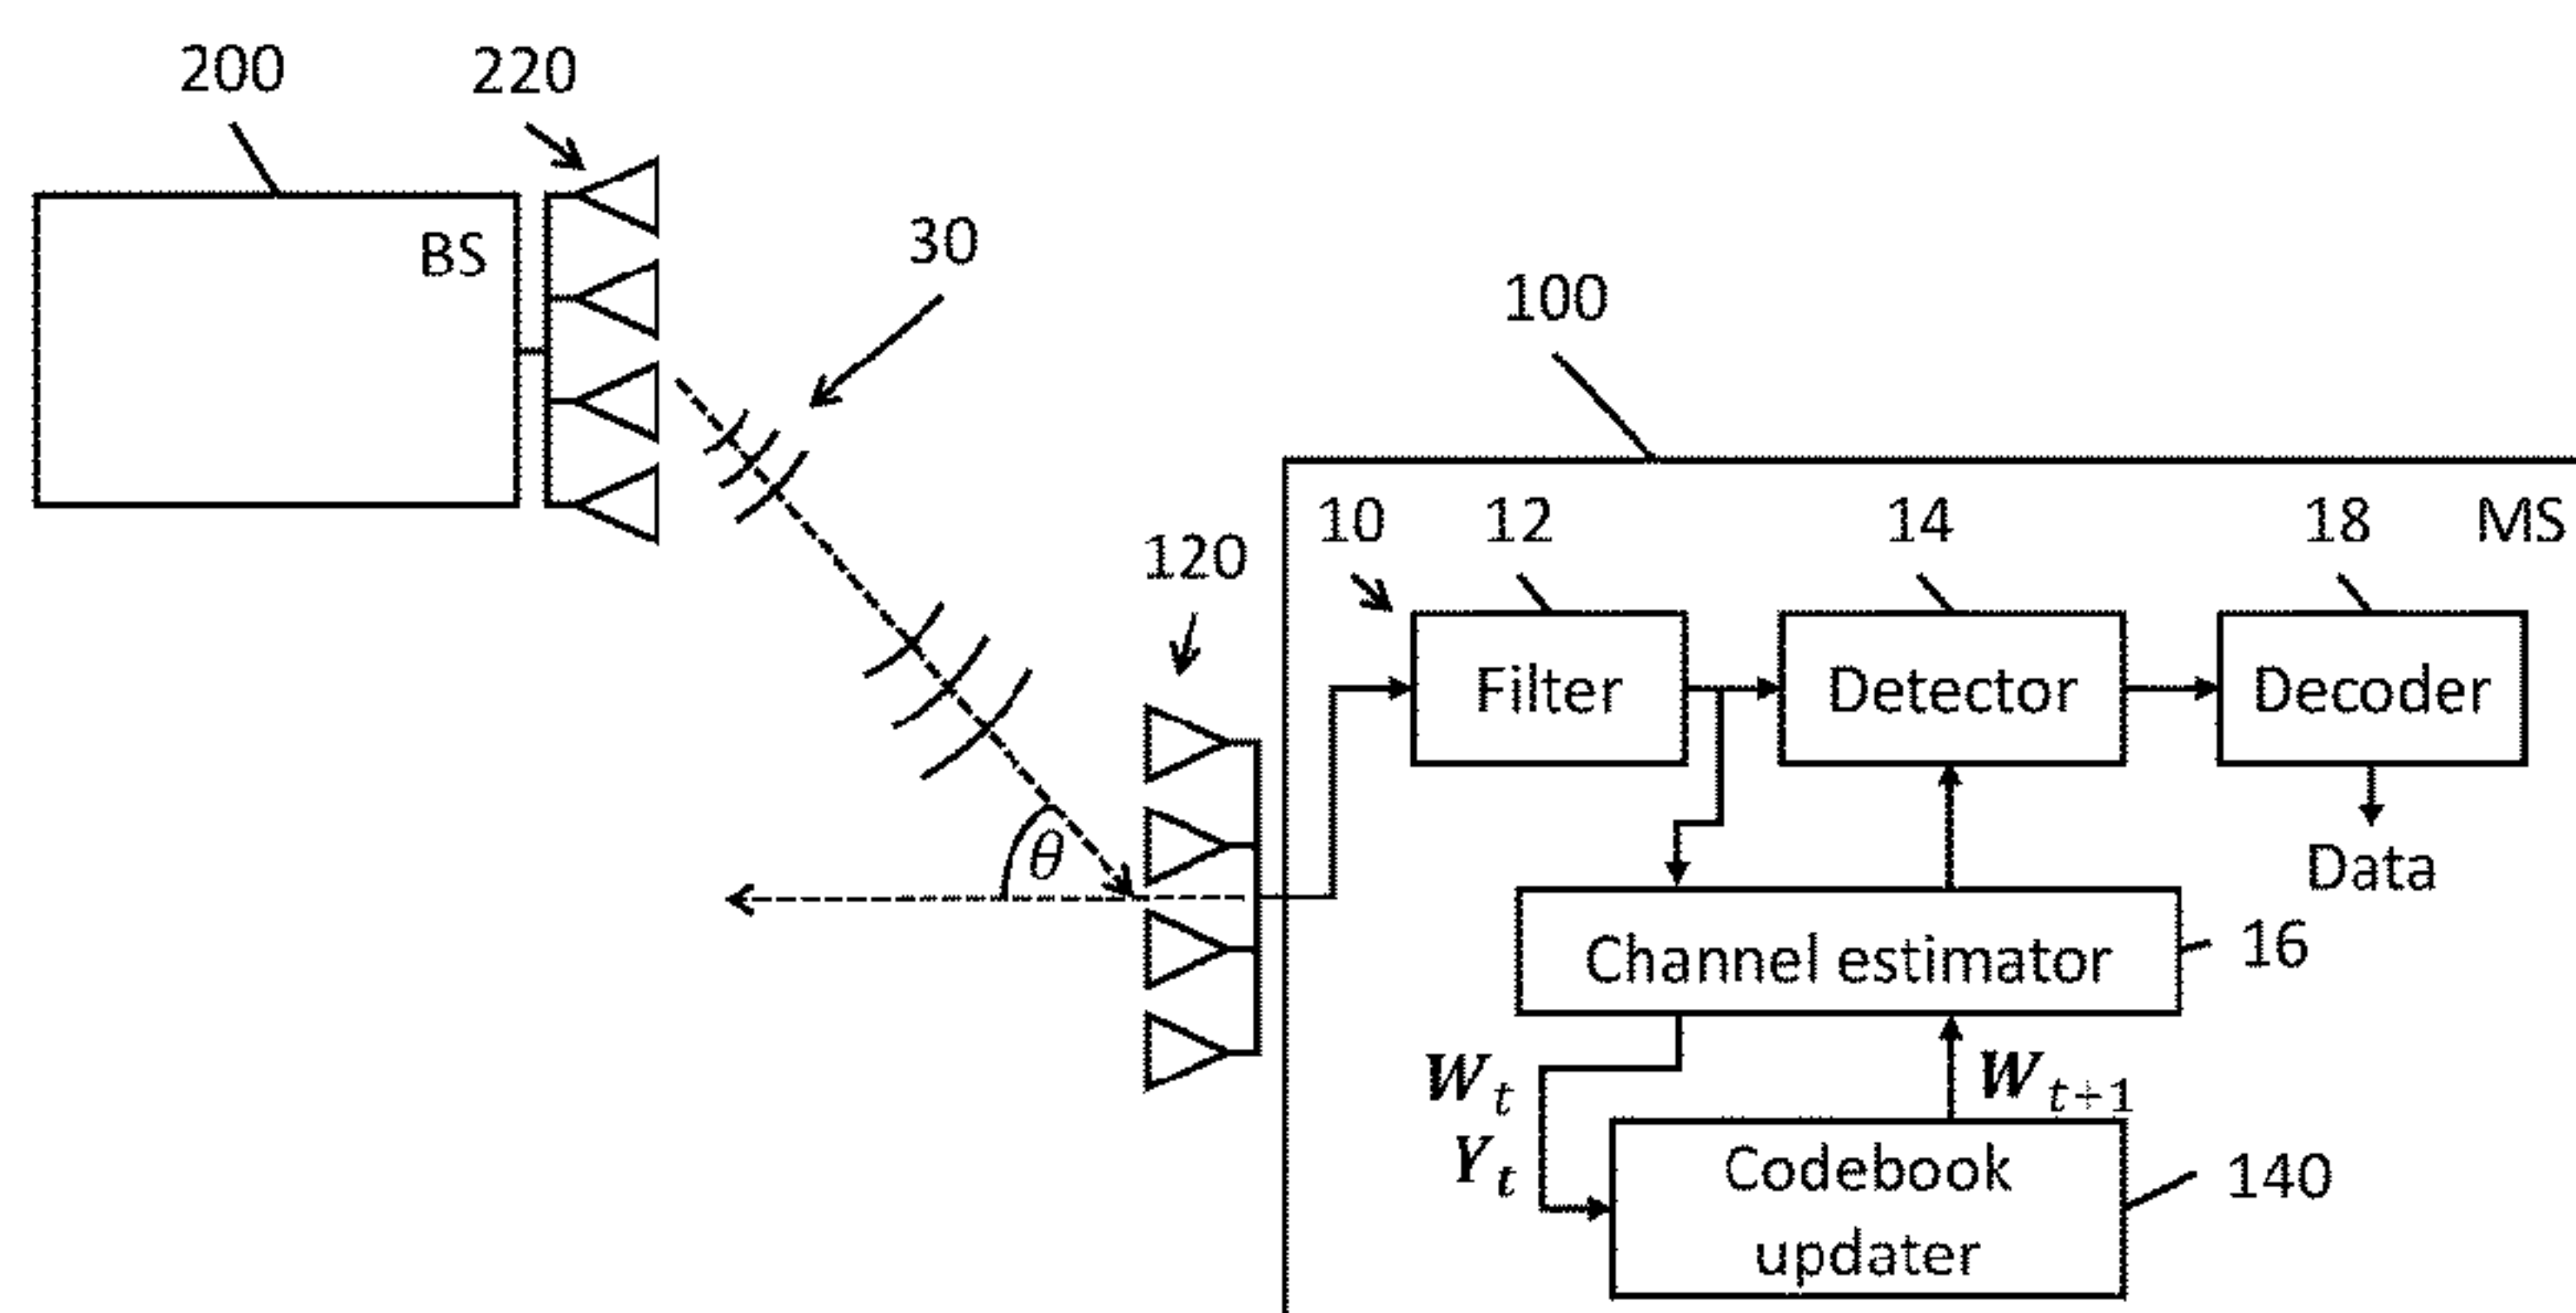 200
220
BS
30
100
10
12
14
18
MS
120
Filter
Detector
Decoder
θ
Data
Channel estimator
16
W_t
W_{t+1}
Y_t
Codebook
updater
140